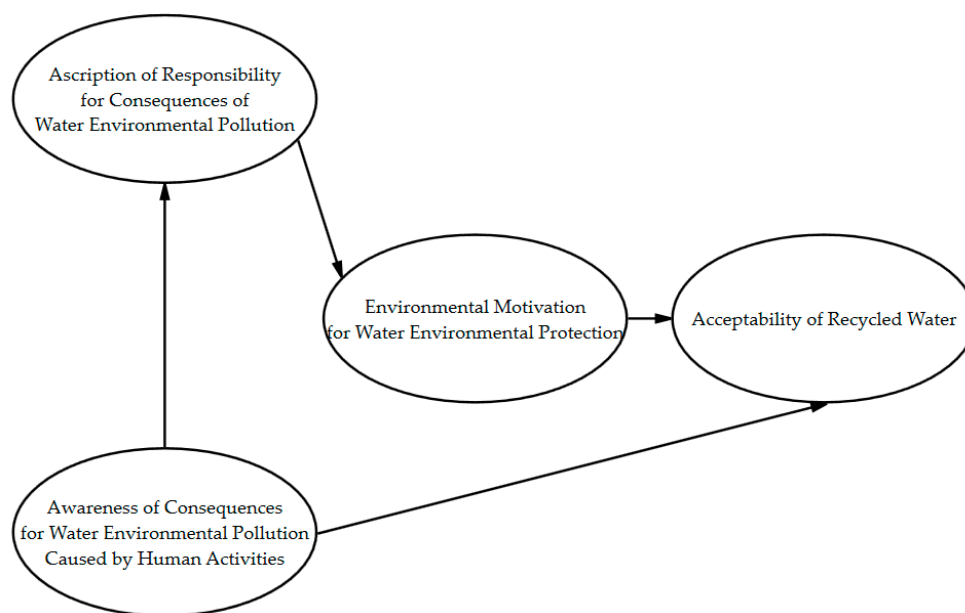 Ascription of Responsibility
for Consequences of
Water Environmental Pollution
Environmental Motivation
for Water Environmental Protection
Acceptability of Recycled Water
Awareness of Consequences
for Water Environmental Pollution
Caused by Human Activities